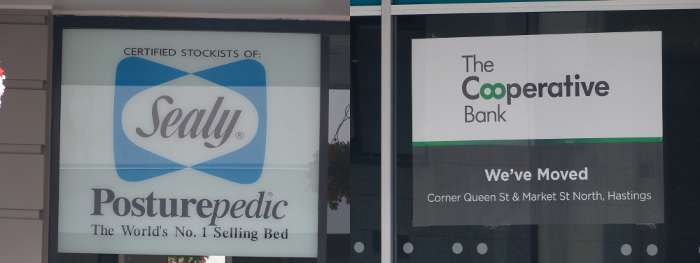 CERTIFIED STOCKISTS OF:
Sealy®
Posturepedic®
The World's No. 1 Selling Bed
The
Cooperative
Bank
We've Moved
Corner Queen St & Market St North, Hastings